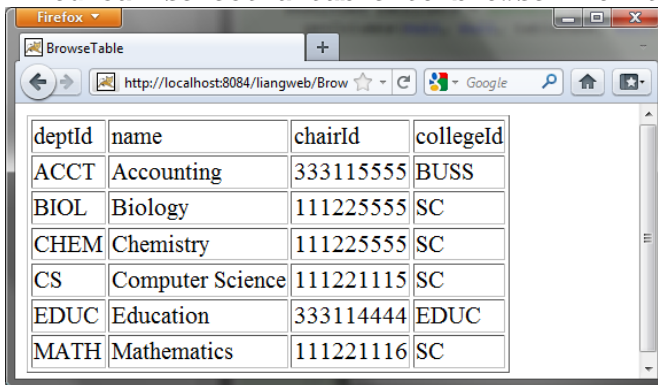 Firefox
BrowseTable
http://localhost:8084/liangweb/Brow
Google
deptId name chairId collegeId
ACCT Accounting 333115555 BUSS
BIOL Biology 111225555 SC
CHEM Chemistry 111225555 SC
CS Computer Science 111221115 SC
EDUC Education 333114444 EDUC
MATH Mathematics 111221116 SC